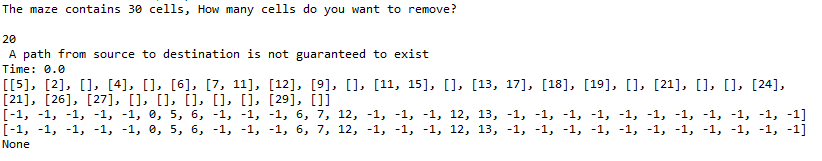 The maze contains 30 cells, How many cells do you want to remove?
20
A path from source to destination is not guaranteed to exist
Time: 0.0
[[5], [2], [], [4], [], [6], [7, 11], [12], [9], [], [11, 15], [], [13, 17], [18], [19], [], [21], [], [], [24],
[21], [26], [27], [], [], [], [], [], [29], []]
[-1, -1, -1, -1, -1, 0, 5, 6, -1, -1, -1, 6, 7, 12, -1, -1, -1, 12, 13, -1, -1, -1, -1, -1, -1, -1, -1, -1, -1, -1]
[-1, -1, -1, -1, -1, 0, 5, 6, -1, -1, -1, 6, 7, 12, -1, -1, -1, 12, 13, -1, -1, -1, -1, -1, -1, -1, -1, -1, -1, -1]
None